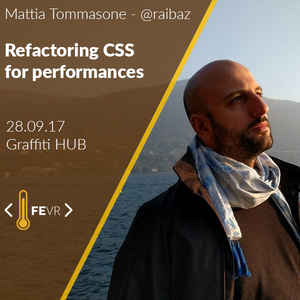 Mattia Tommasone - @raibaz
Refactoring CSS
for performances
28.09.17
Graffiti HUB
FEVR